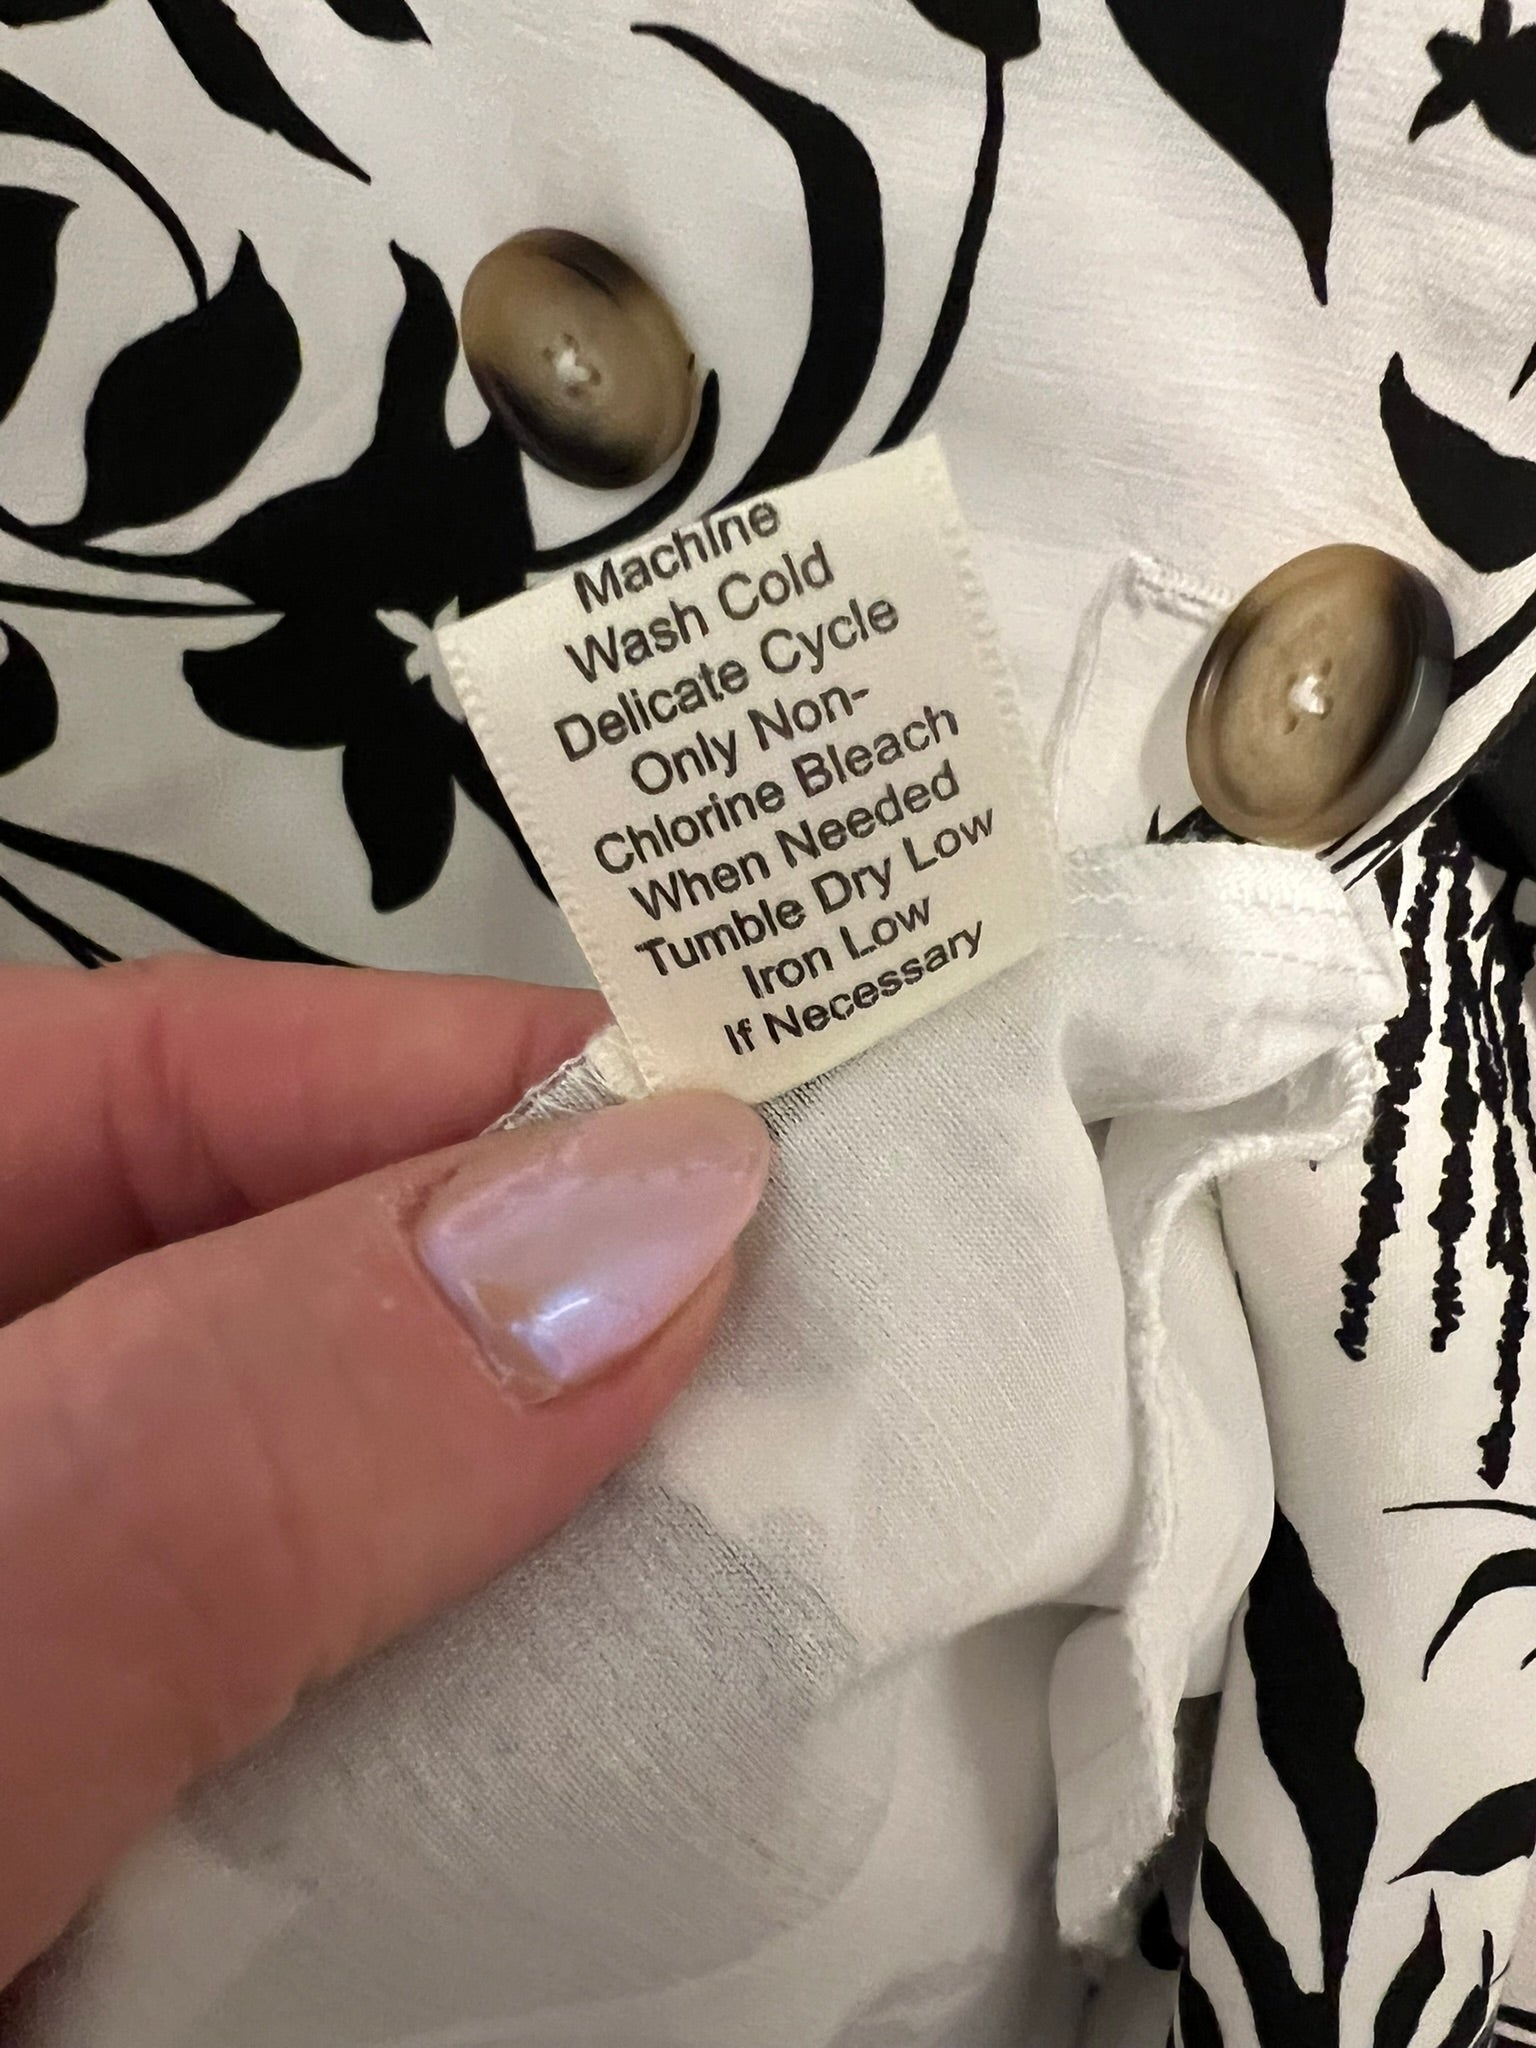 Machine
Wash Cold
Delicate Cycle
Only Non-
Chlorine Bleach
When Needed
Tumble Dry Low
Iron Low
If Necessary